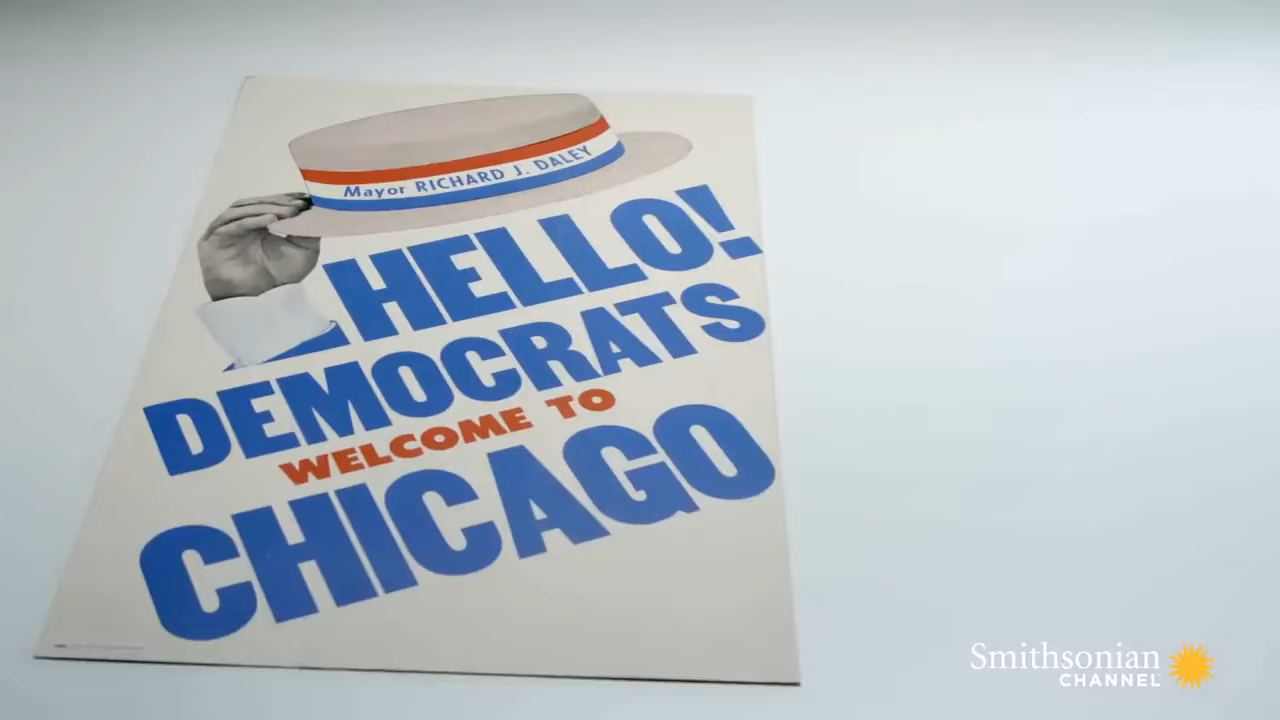 Mayor RICHARD J. DALEY
HELLO!
DEMOCRATS
WELCOME TO
CHICAGO
Smithsonian
CHANNEL